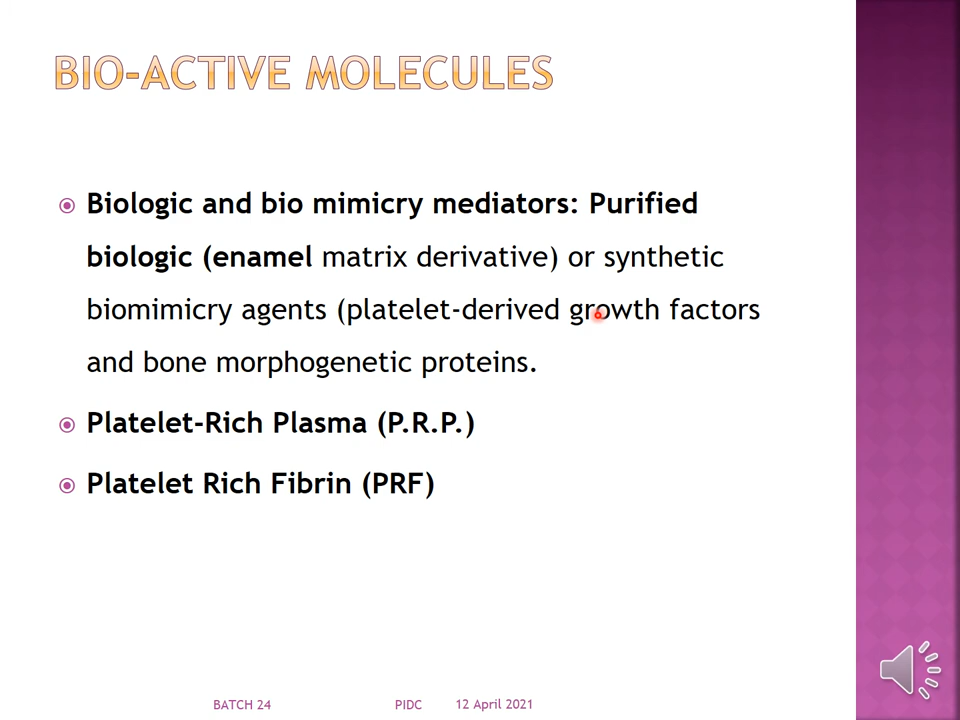 BIO-ACTIVE MOLECULES
Biologic and bio mimicry mediators: Purified
biologic (enamel matrix derivative) or synthetic
biomimicry agents (platelet-derived growth factors
and bone morphogenetic proteins.
Platelet-Rich Plasma (P.R.P.)
Platelet Rich Fibrin (PRF)
BATCH 24 PIDC 12 April 2021